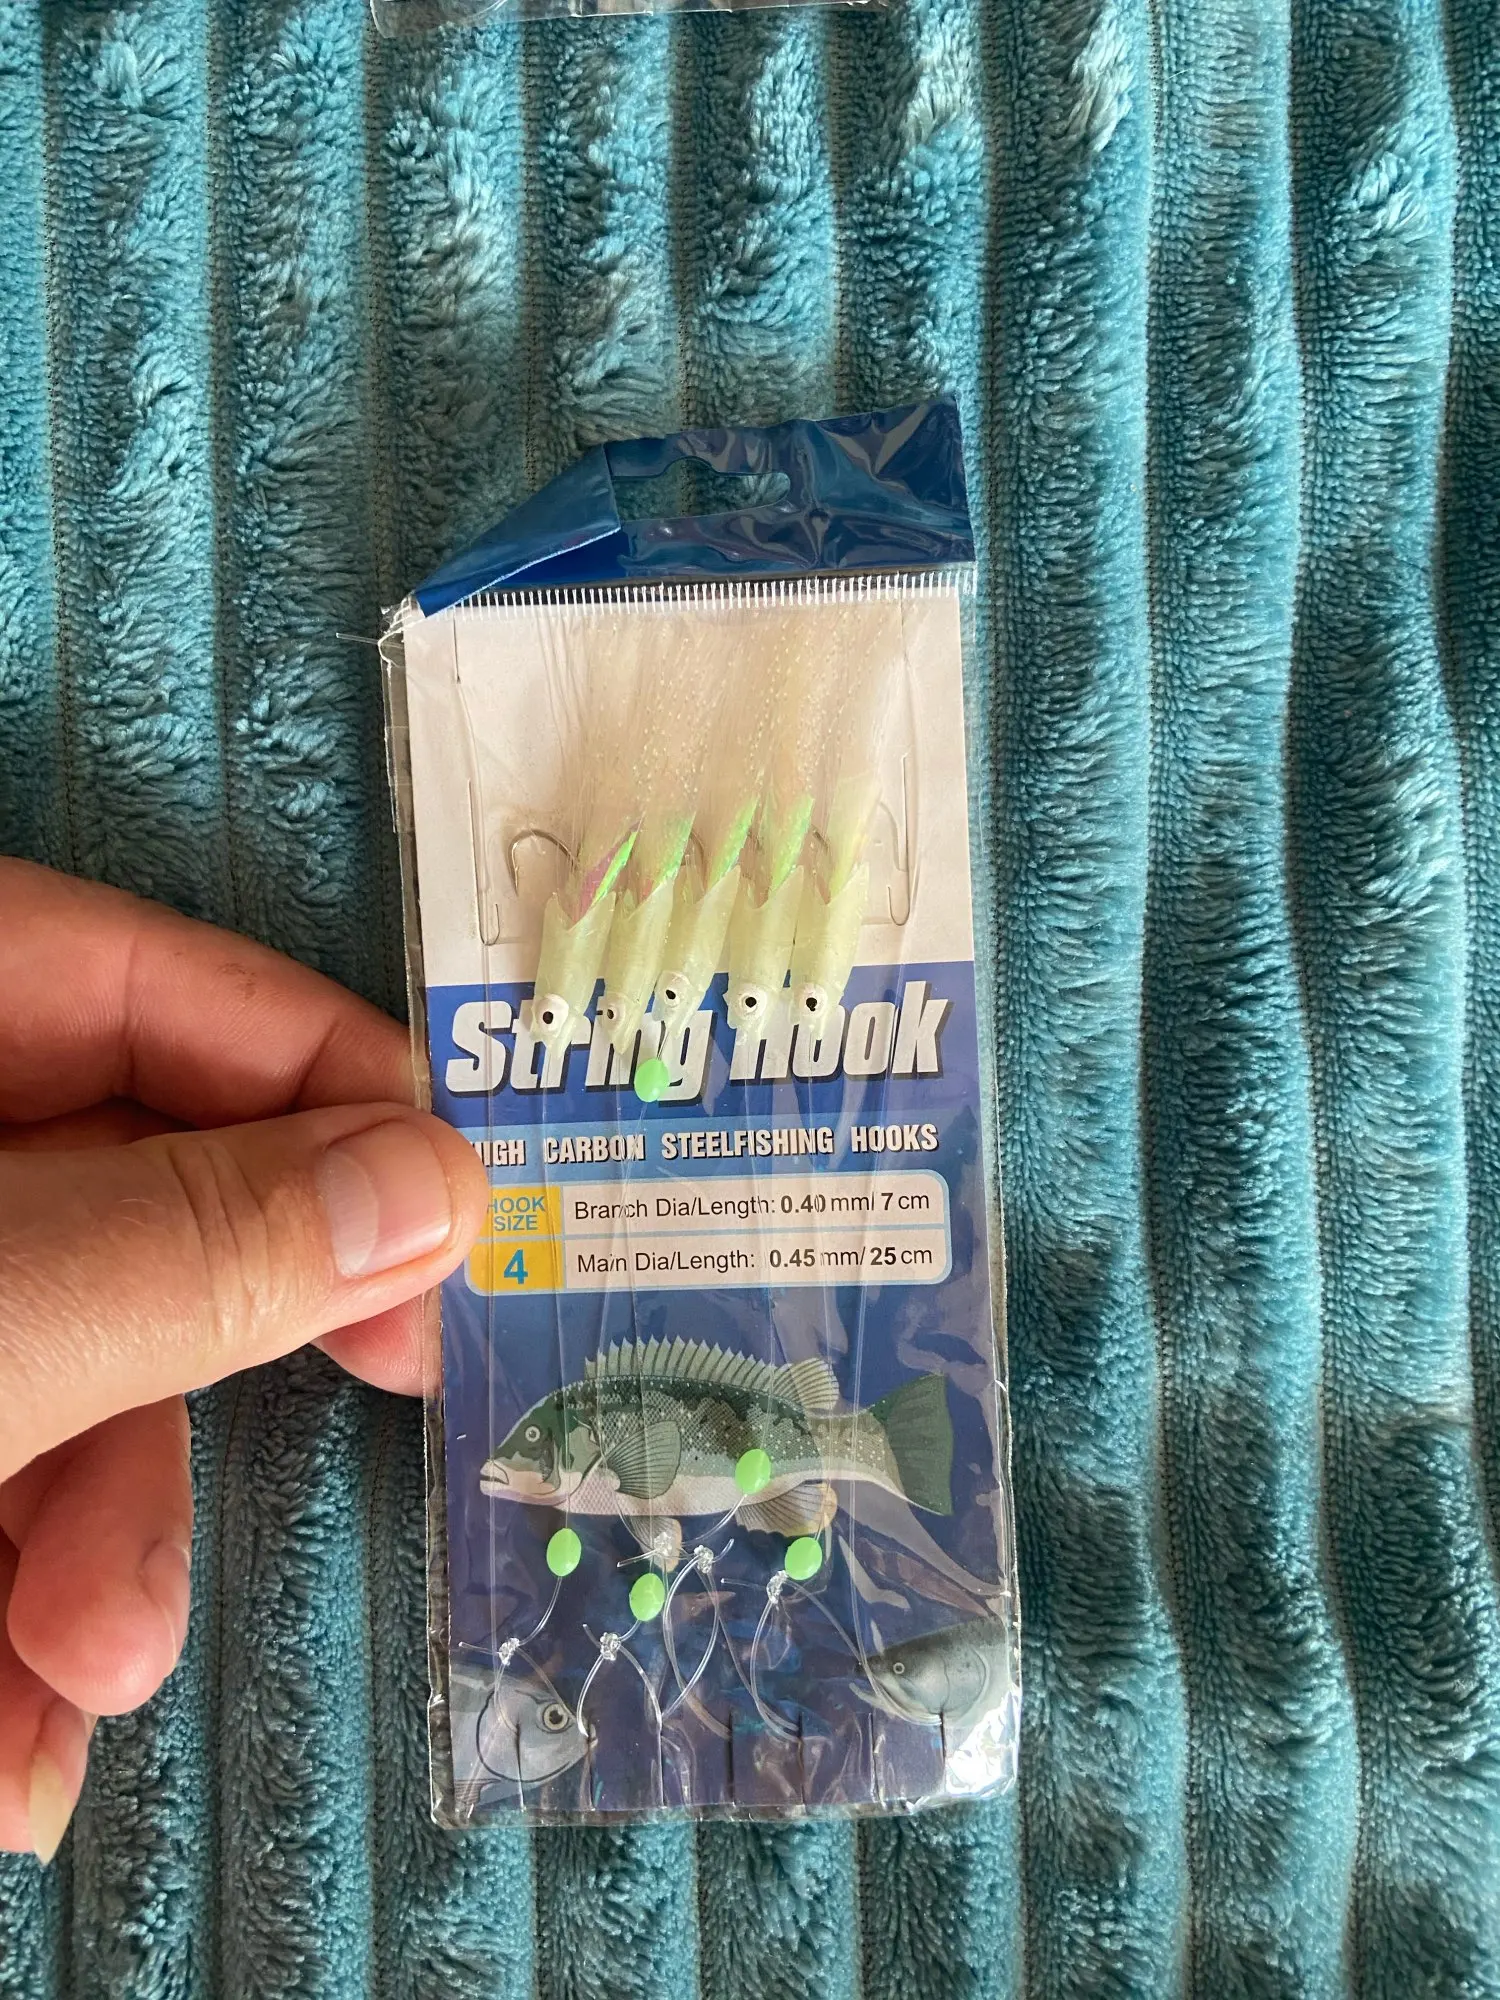 String Hook
HIGH CARBON STEELFISHING HOOKS
HOOK SIZE
Branch Dia/Length: 0.40 mm/ 7 cm
4
Main Dia/Length: 0.45 mm/ 25 cm